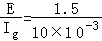 E/I_g = 1.5/10×10^-3